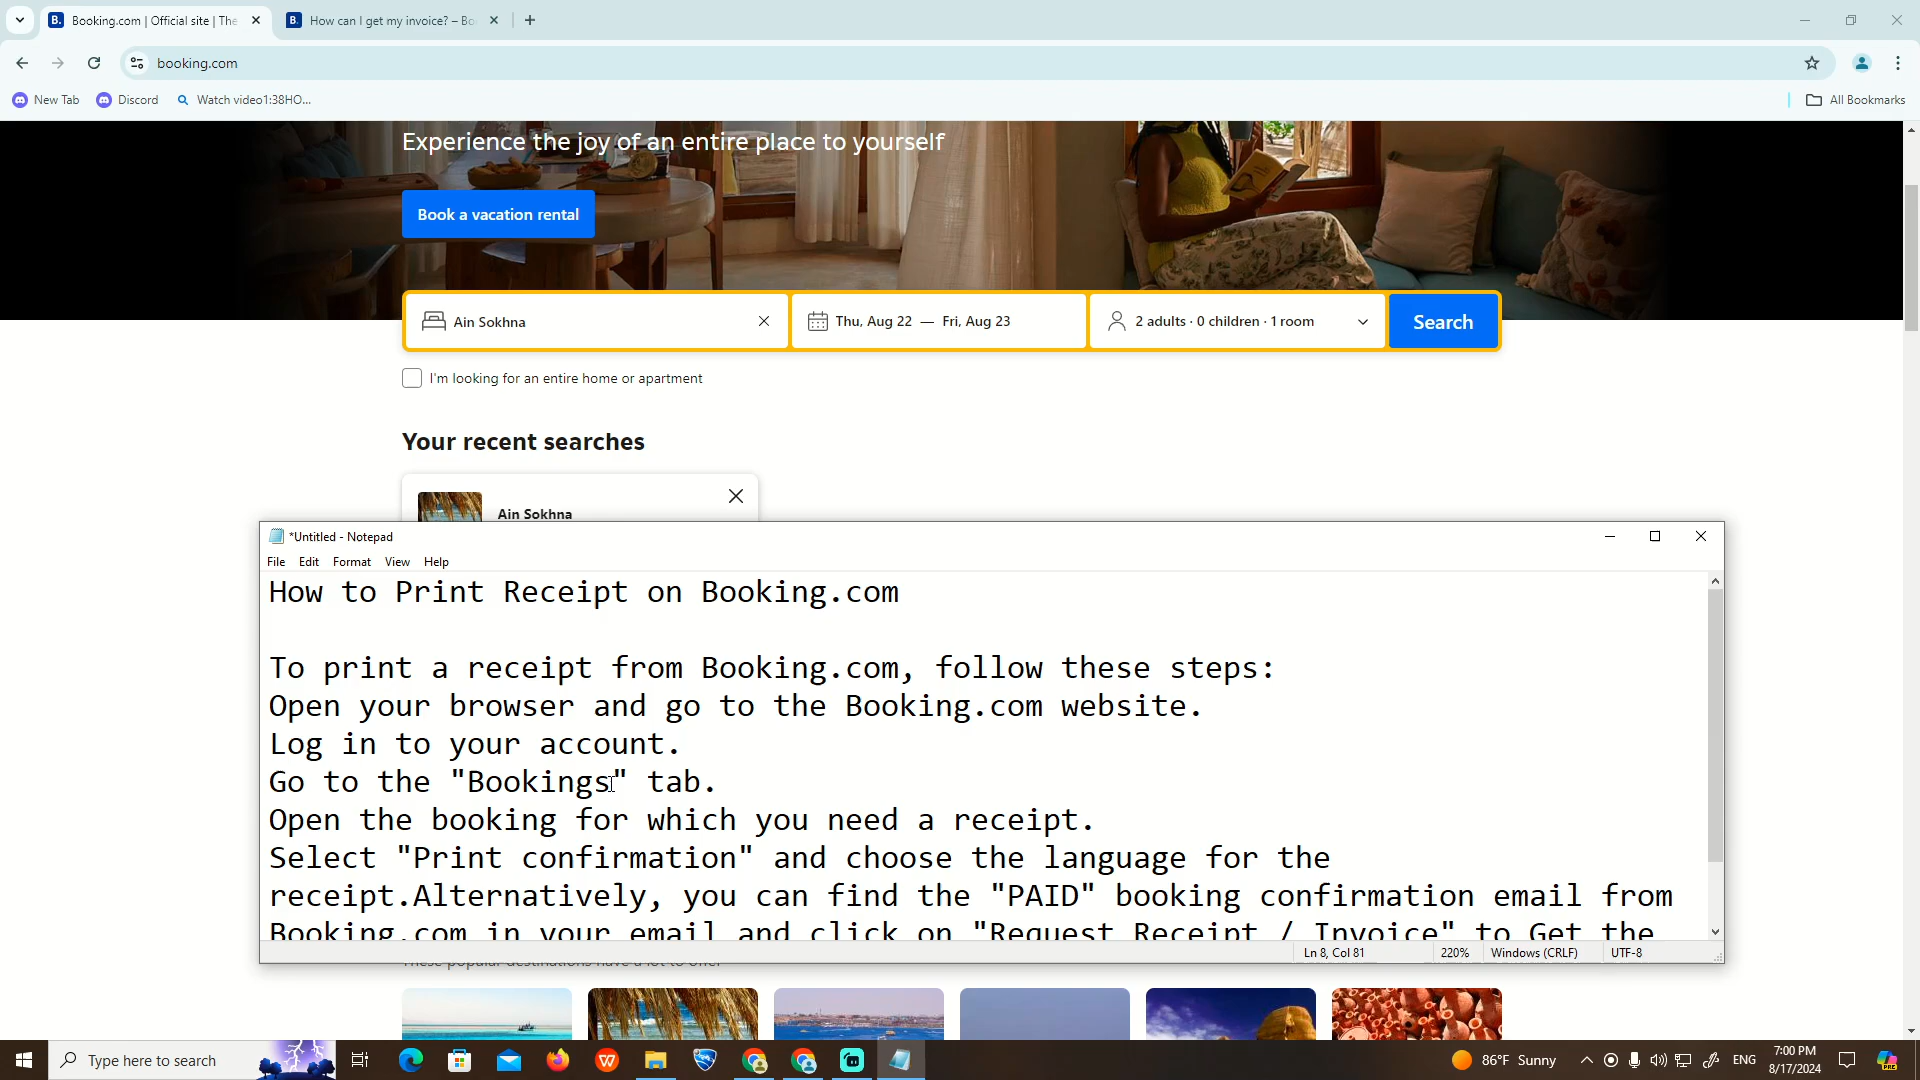 Booking.com | Official site | The
How can I get my invoice? – Bo
booking.com
New Tab
Discord
Watch video1:38HO...
All Bookmarks
Experience the joy of an entire place to yourself
Book a vacation rental
Ain Sokhna
Thu, Aug 22 — Fri, Aug 23
2 adults · 0 children · 1 room
Search
I'm looking for an entire home or apartment
Your recent searches
Ain Sokhna
*Untitled - Notepad
File Edit Format View Help
How to Print Receipt on Booking.com
To print a receipt from Booking.com, follow these steps:
Open your browser and go to the Booking.com website.
Log in to your account.
Go to the "Bookings" tab.
Open the booking for which you need a receipt.
Select "Print confirmation" and choose the language for the
receipt.Alternatively, you can find the "PAID" booking confirmation email from
Booking.com in your email and click on "Request Receipt / Invoice" to Get the
Ln 8, Col 81
220%
Windows (CRLF)
UTF-8
These popular destinations have a lot to offer
Type here to search
86°F Sunny
ENG
7:00 PM
8/17/2024